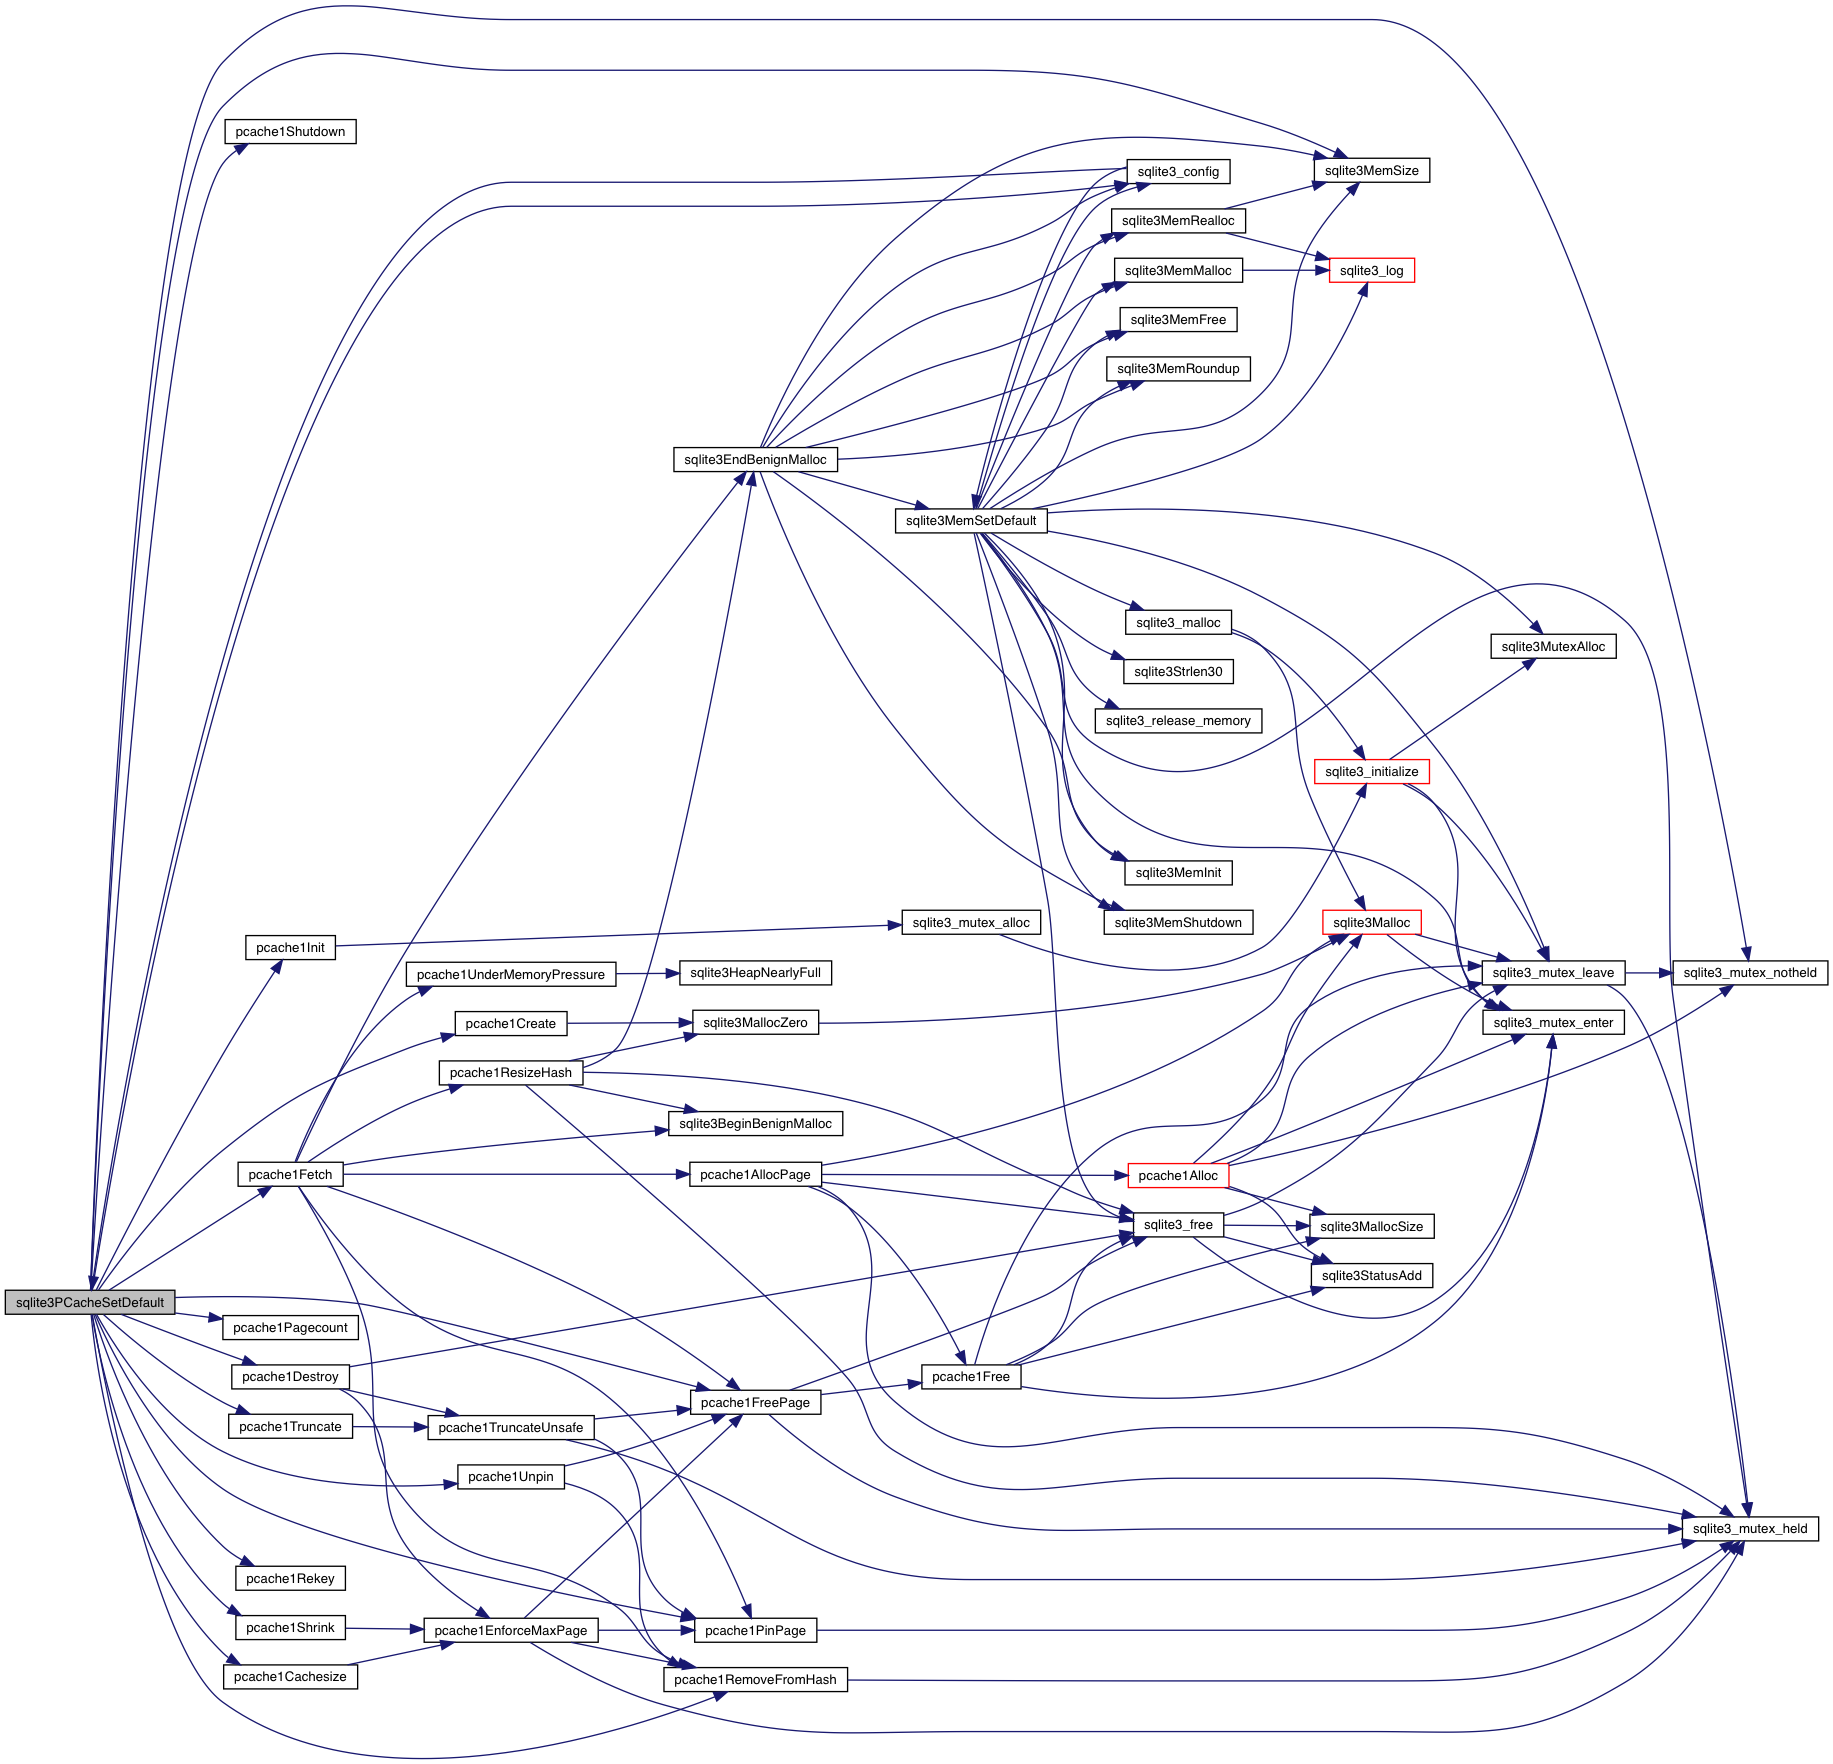 pcache1Shutdown
sqlite3_config
sqlite3MemSize
sqlite3MemRealloc
sqlite3MemMalloc
sqlite3_log
sqlite3MemFree
sqlite3MemRoundup
sqlite3EndBenignMalloc
sqlite3MemSetDefault
sqlite3_malloc
sqlite3MutexAlloc
sqlite3Strlen30
sqlite3_release_memory
sqlite3_initialize
sqlite3MemInit
sqlite3_mutex_alloc
sqlite3MemShutdown
sqlite3Malloc
pcache1Init
pcache1UnderMemoryPressure
sqlite3HeapNearlyFull
sqlite3_mutex_leave
sqlite3_mutex_notheld
pcache1Create
sqlite3MallocZero
sqlite3_mutex_enter
pcache1ResizeHash
sqlite3BeginBenignMalloc
pcache1Fetch
pcache1AllocPage
pcache1Alloc
sqlite3_free
sqlite3MallocSize
sqlite3StatusAdd
sqlite3PCacheSetDefault
pcache1Pagecount
pcache1Destroy
pcache1Free
pcache1FreePage
pcache1Truncate
pcache1TruncateUnsafe
pcache1Unpin
sqlite3_mutex_held
pcache1Rekey
pcache1Shrink
pcache1EnforceMaxPage
pcache1PinPage
pcache1Cachesize
pcache1RemoveFromHash